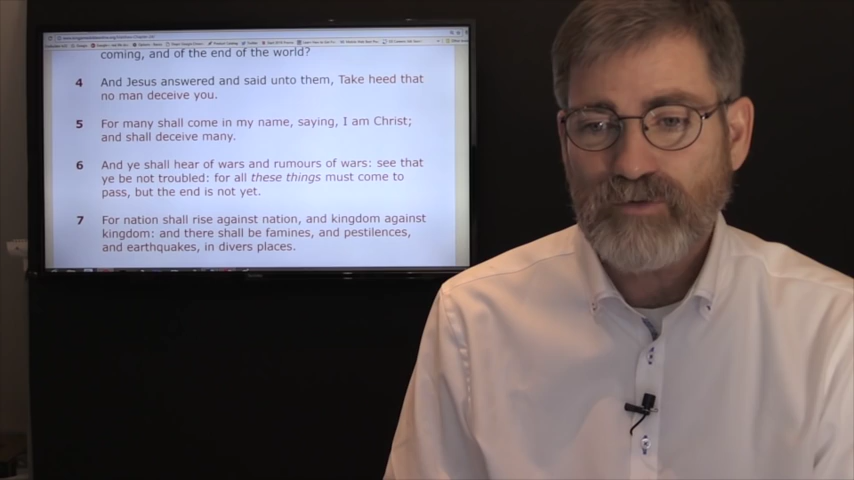 coming, and of the end of the world?
4 And Jesus answered and said unto them, Take heed that
no man deceive you.
5 For many shall come in my name, saying, I am Christ;
and shall deceive many.
6 And ye shall hear of wars and rumours of wars: see that
ye be not troubled: for all these things must come to
pass, but the end is not yet.
7 For nation shall rise against nation, and kingdom against
kingdom: and there shall be famines, and pestilences,
and earthquakes, in divers places.